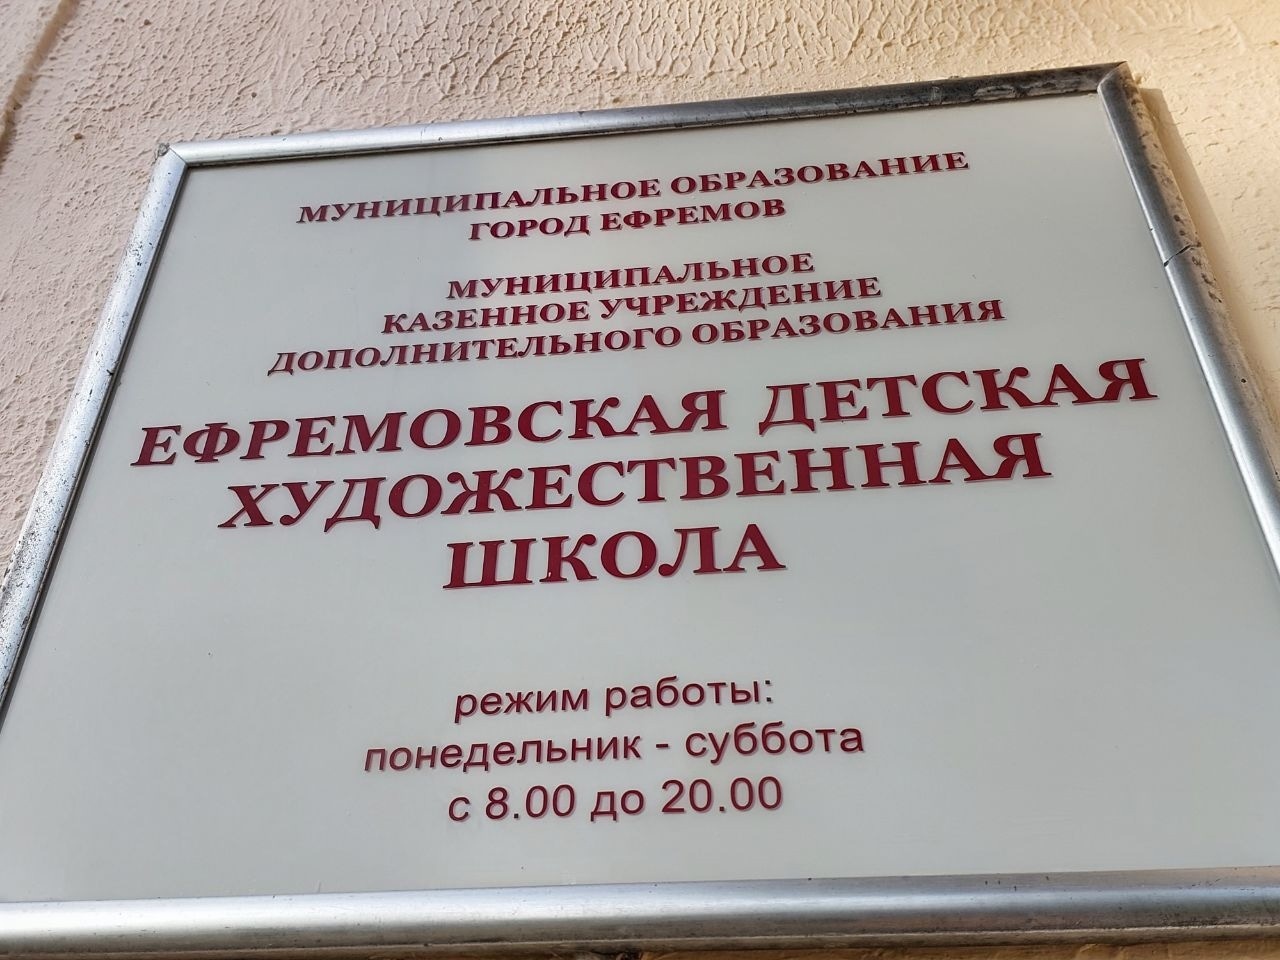 МУНИЦИПАЛЬНОЕ ОБРАЗОВАНИЕ
ГОРОД ЕФРЕМОВ
МУНИЦИПАЛЬНОЕ
КАЗЕННОЕ УЧРЕЖДЕНИЕ
ДОПОЛНИТЕЛЬНОГО ОБРАЗОВАНИЯ
ЕФРЕМОВСКАЯ ДЕТСКАЯ
ХУДОЖЕСТВЕННАЯ
ШКОЛА
режим работы:
понедельник - суббота
с 8.00 до 20.00